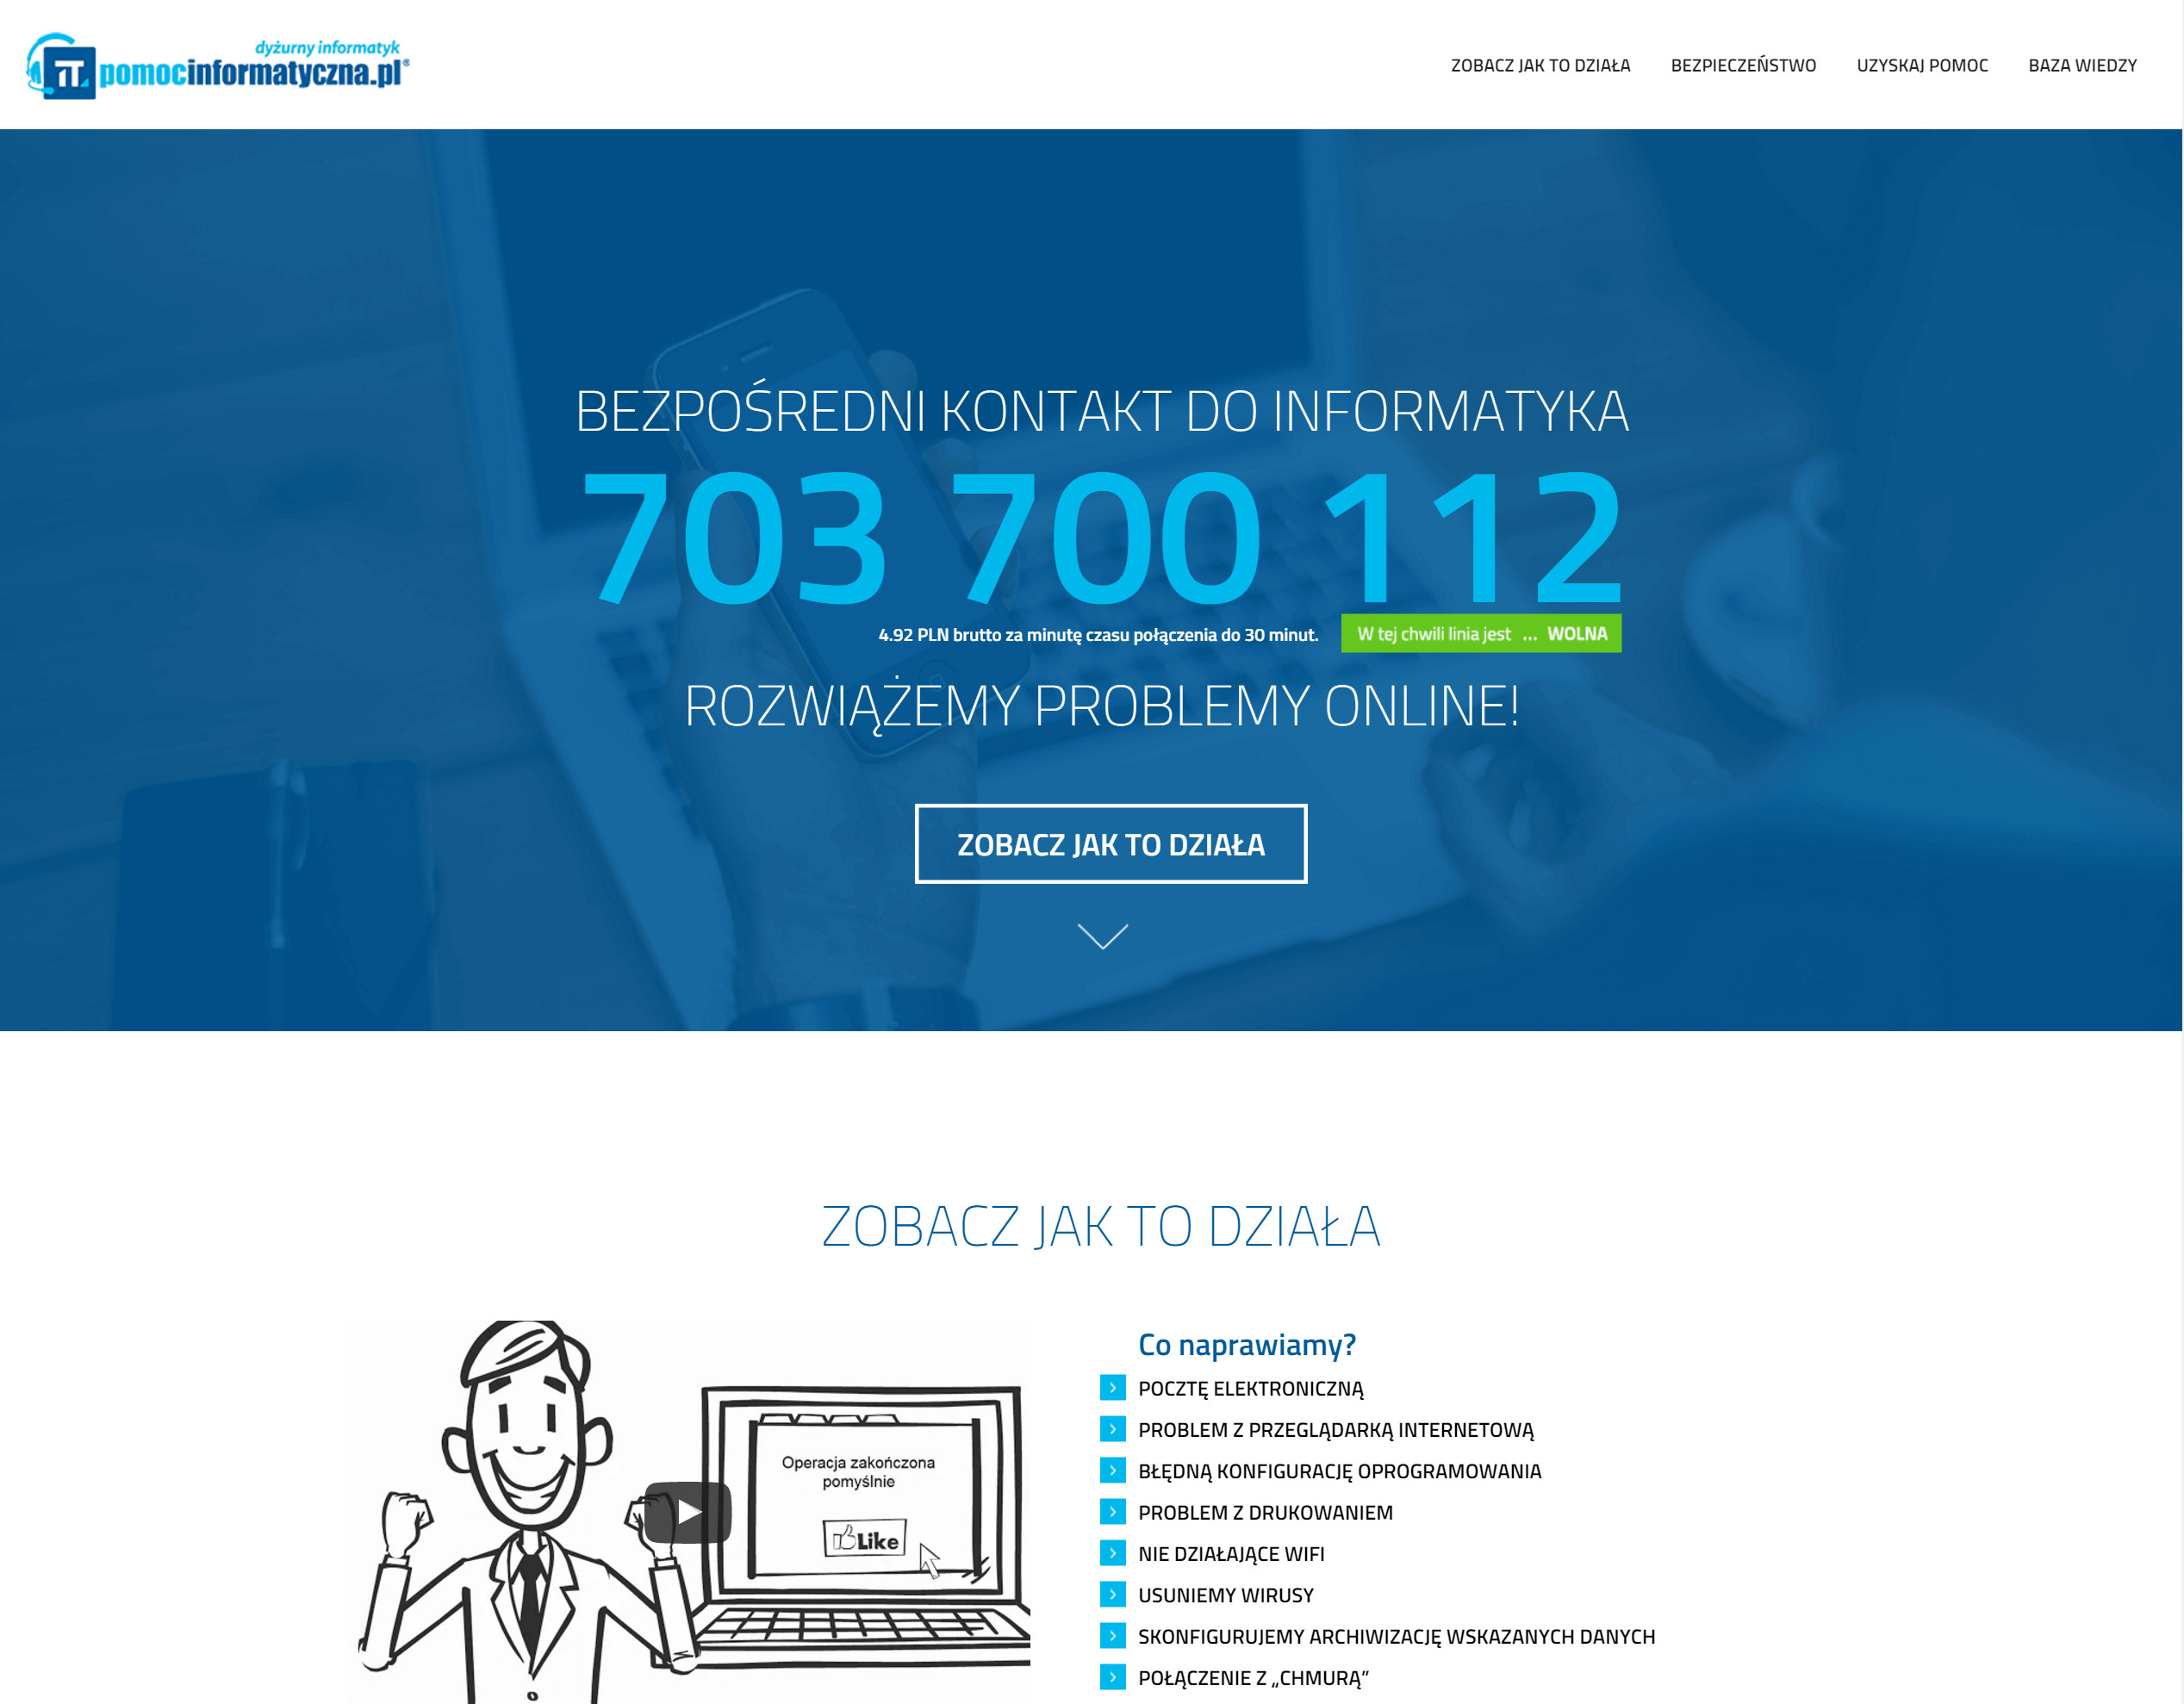 dyżurny informatyk
iT pomocinformatyczna.pl®
ZOBACZ JAK TO DZIAŁA BEZPIECZEŃSTWO UZYSKAJ POMOC BAZA WIEDZY
BEZPOŚREDNI KONTAKT DO INFORMATYKA
703 700 112
4.92 PLN brutto za minutę czasu połączenia do 30 minut. W tej chwili linia jest ... WOLNA
ROZWIĄŻEMY PROBLEMY ONLINE!
ZOBACZ JAK TO DZIAŁA
ZOBACZ JAK TO DZIAŁA
Operacja zakończona
pomyślnie
Like
Co naprawiamy?
POCZTĘ ELEKTRONICZNĄ
PROBLEM Z PRZEGLĄDARKĄ INTERNETOWĄ
BŁĘDNĄ KONFIGURACJĘ OPROGRAMOWANIA
PROBLEM Z DRUKOWANIEM
NIE DZIAŁAJĄCE WIFI
USUNIEMY WIRUSY
SKONFIGURUJEMY ARCHIWIZACJĘ WSKAZANYCH DANYCH
POŁĄCZENIE Z „CHMURĄ”